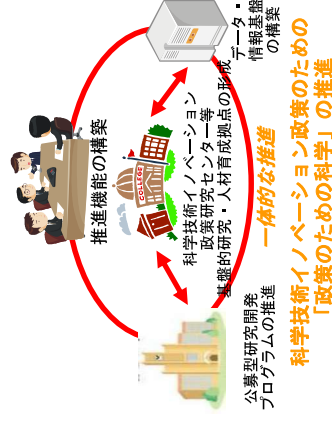 推進機能の構築
データ・
情報基盤
の構築
COLLEGE
科学技術イノベーション
政策研究センター等
基盤的研究・人材育成拠点の形成
公募型研究開発
プログラムの推進
一体的な推進
科学技術イノベーション政策のための
「政策のための科学」の推進